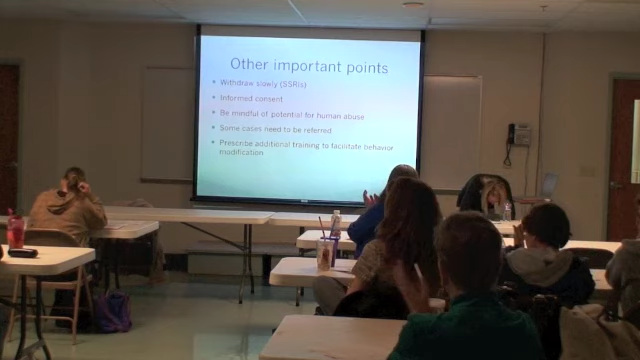 Other important points
• Withdraw slowly (SSRIs)
• Informed consent
• Be mindful of potential for human abuse
• Some cases need to be referred
• Prescribe additional training to facilitate behavior
modification